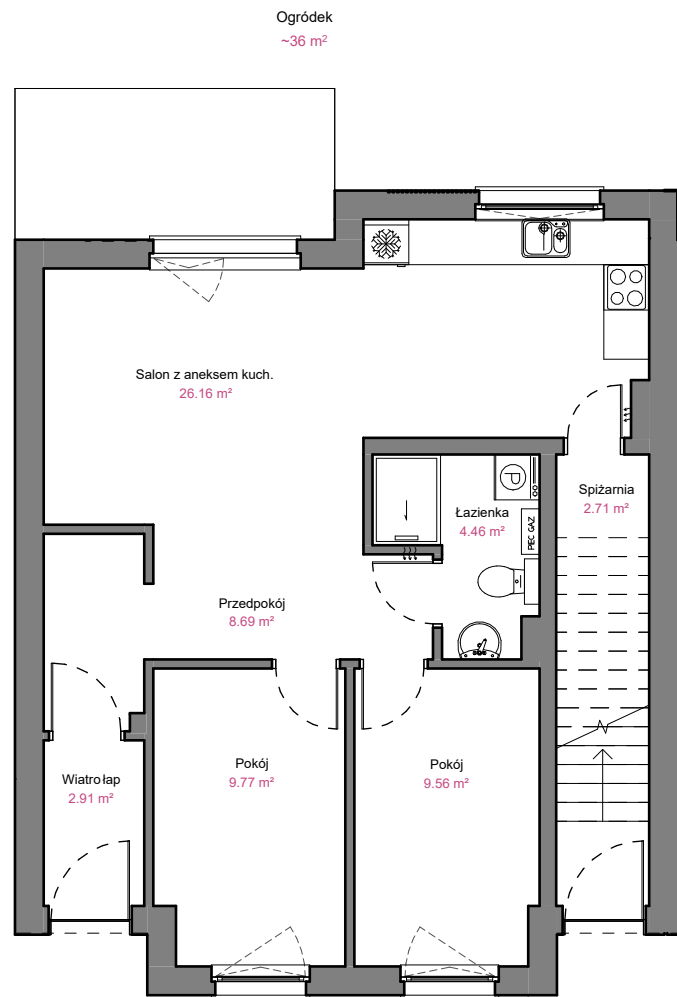 Ogródek
~36 m²
Salon z aneksem kuch.
26.16 m²
P
Spiżarnia
2.71 m²
Łazienka
4.46 m²
PIEC GAZ
Przedpokój
8.69 m²
Pokój
9.77 m²
Pokój
9.56 m²
Wiatrołap
2.91 m²